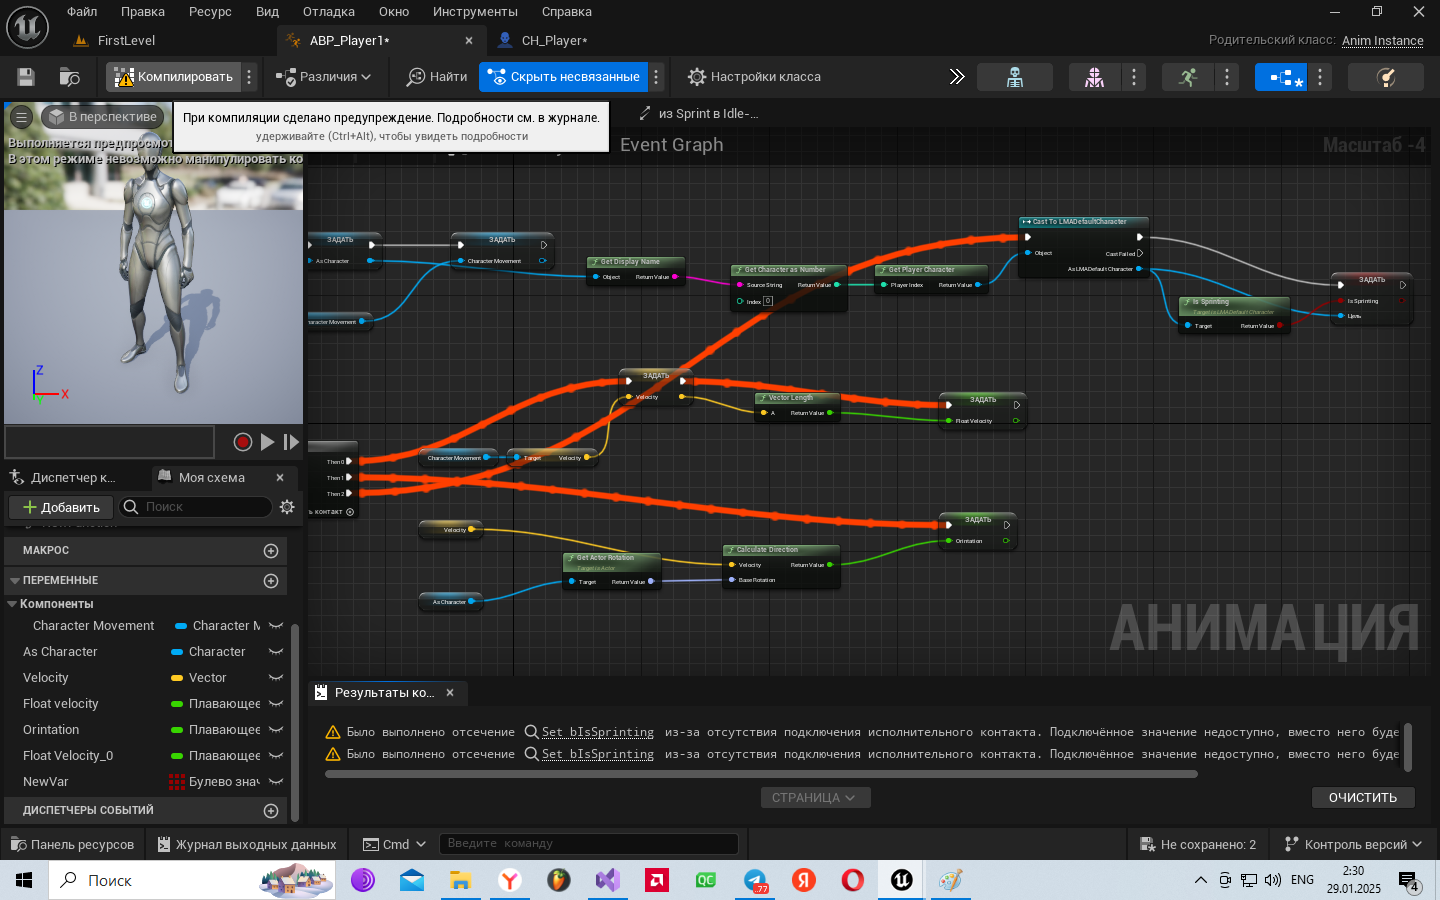 Файл Правка Ресурс Вид Отладка Окно Инструменты Справка
FirstLevel
ABP_Player1*
CH_Player*
Родительский класс: Anim Instance
Компилировать
Различия
Найти
Скрыть несвязанные
Настройки класса
В перспективе
При компиляции сделано предупреждение. Подробности см. в журнале.
удерживайте (Ctrl+Alt), чтобы увидеть подробности
из Sprint в Idle-...
Выполняется предпросмот
В этом режиме невозможно манипулировать ко
Event Graph
Масштаб -4
ЗАДАТЬ
As Character
ЗАДАТЬ
Character Movement
Get Display Name
Object
Return Value
Get Character as Number
Source String
Return Value
Index 0
Get Player Character
Player Index
Return Value
Cast To LMADefaultCharacter
Cast Failed
Object
As LMADefault Character
Is Sprinting
Target is LMADefault Character
Target
Return Value
ЗАДАТЬ
Is Sprinting
Цель
aracter Movement
ЗАДАТЬ
Velocity
Vector Length
A
Return Value
ЗАДАТЬ
Float Velocity
Then 0
Then 1
Then 2
ь контакт
Character Movement
Target
Velocity
Velocity
Get Actor Rotation
Target is Actor
Target
Return Value
Calculate Direction
Velocity
Return Value
Base Rotation
ЗАДАТЬ
Orintation
As Character
АНИМАЦИЯ
Z
X
Диспетчер к...
Моя схема
Добавить
Поиск
МАКРОС
ПЕРЕМЕННЫЕ
Компоненты
Character Movement Character M
As Character Character
Velocity Vector
Float velocity Плавающее
Orintation Плавающее
Float Velocity_0 Плавающее
NewVar Булево знач
ДИСПЕТЧЕРЫ СОБЫТИЙ
Результаты ко...
Было выполнено отсечение Set bIsSprinting из-за отсутствия подключения исполнительного контакта. Подключённое значение недоступно, вместо него буде
Было выполнено отсечение Set bIsSprinting из-за отсутствия подключения исполнительного контакта. Подключённое значение недоступно, вместо него буде
СТРАНИЦА
ОЧИСТИТЬ
Панель ресурсов
Журнал выходных данных
Cmd
Введите команду
Не сохранено: 2
Контроль версий
Поиск
QC
.77
Я
ENG
2:30
29.01.2025
4